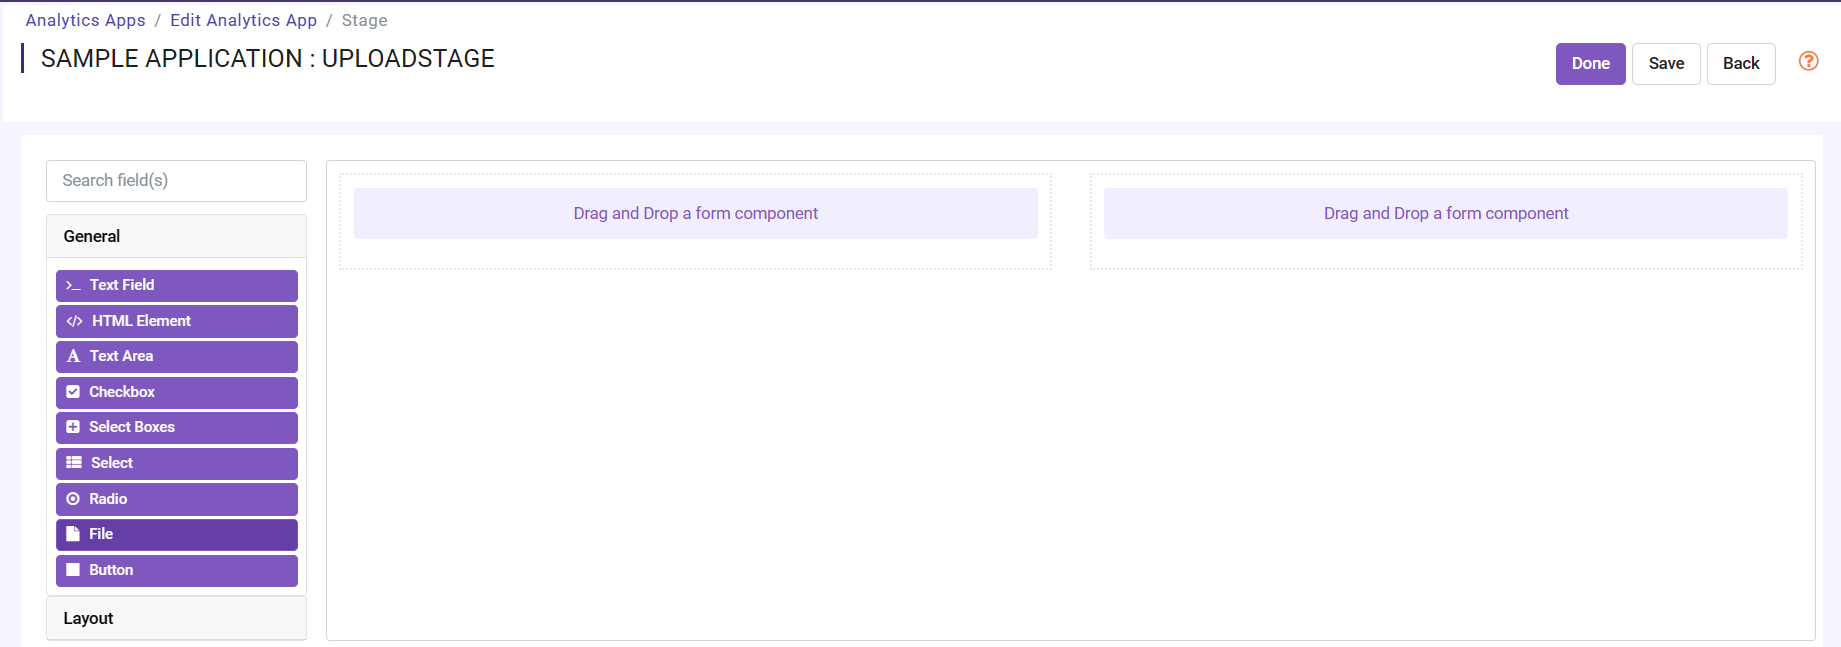 Analytics Apps / Edit Analytics App / Stage
SAMPLE APPLICATION : UPLOADSTAGE
Done
Save
Back
?
Search field(s)
General
Text Field
HTML Element
Text Area
Checkbox
Select Boxes
Select
Radio
File
Button
Layout
Drag and Drop a form component
Drag and Drop a form component